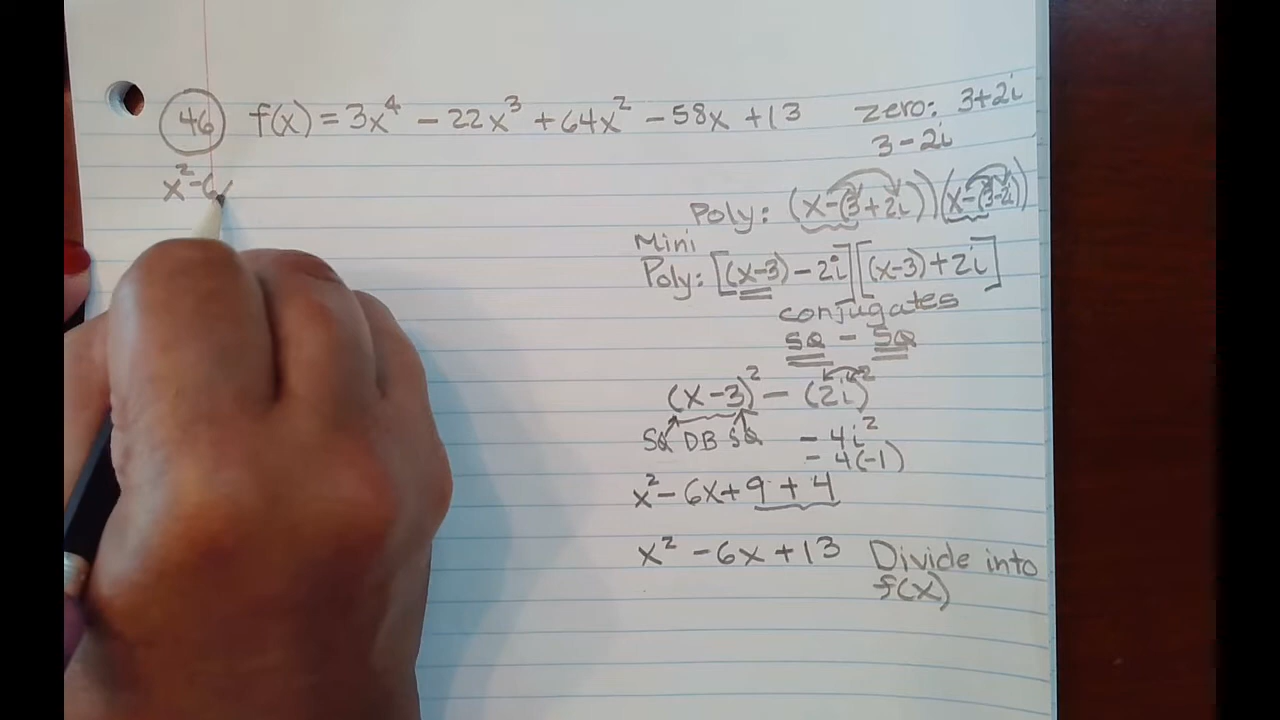 46 f(x) = 3x⁴ - 22x³ + 64x² - 58x + 13 zero: 3+2i
3-2i
x²-6
Poly: (x-(3+2i))(x-(3-2i))
Mini
Poly: [(x-3)-2i][(x-3)+2i]
conjugates
SQ - SQ
(x-3)² - (2i)²
SQ DB SQ - 4i²
- 4(-1)
x² - 6x + 9 + 4
x² - 6x + 13 Divide into
f(x)